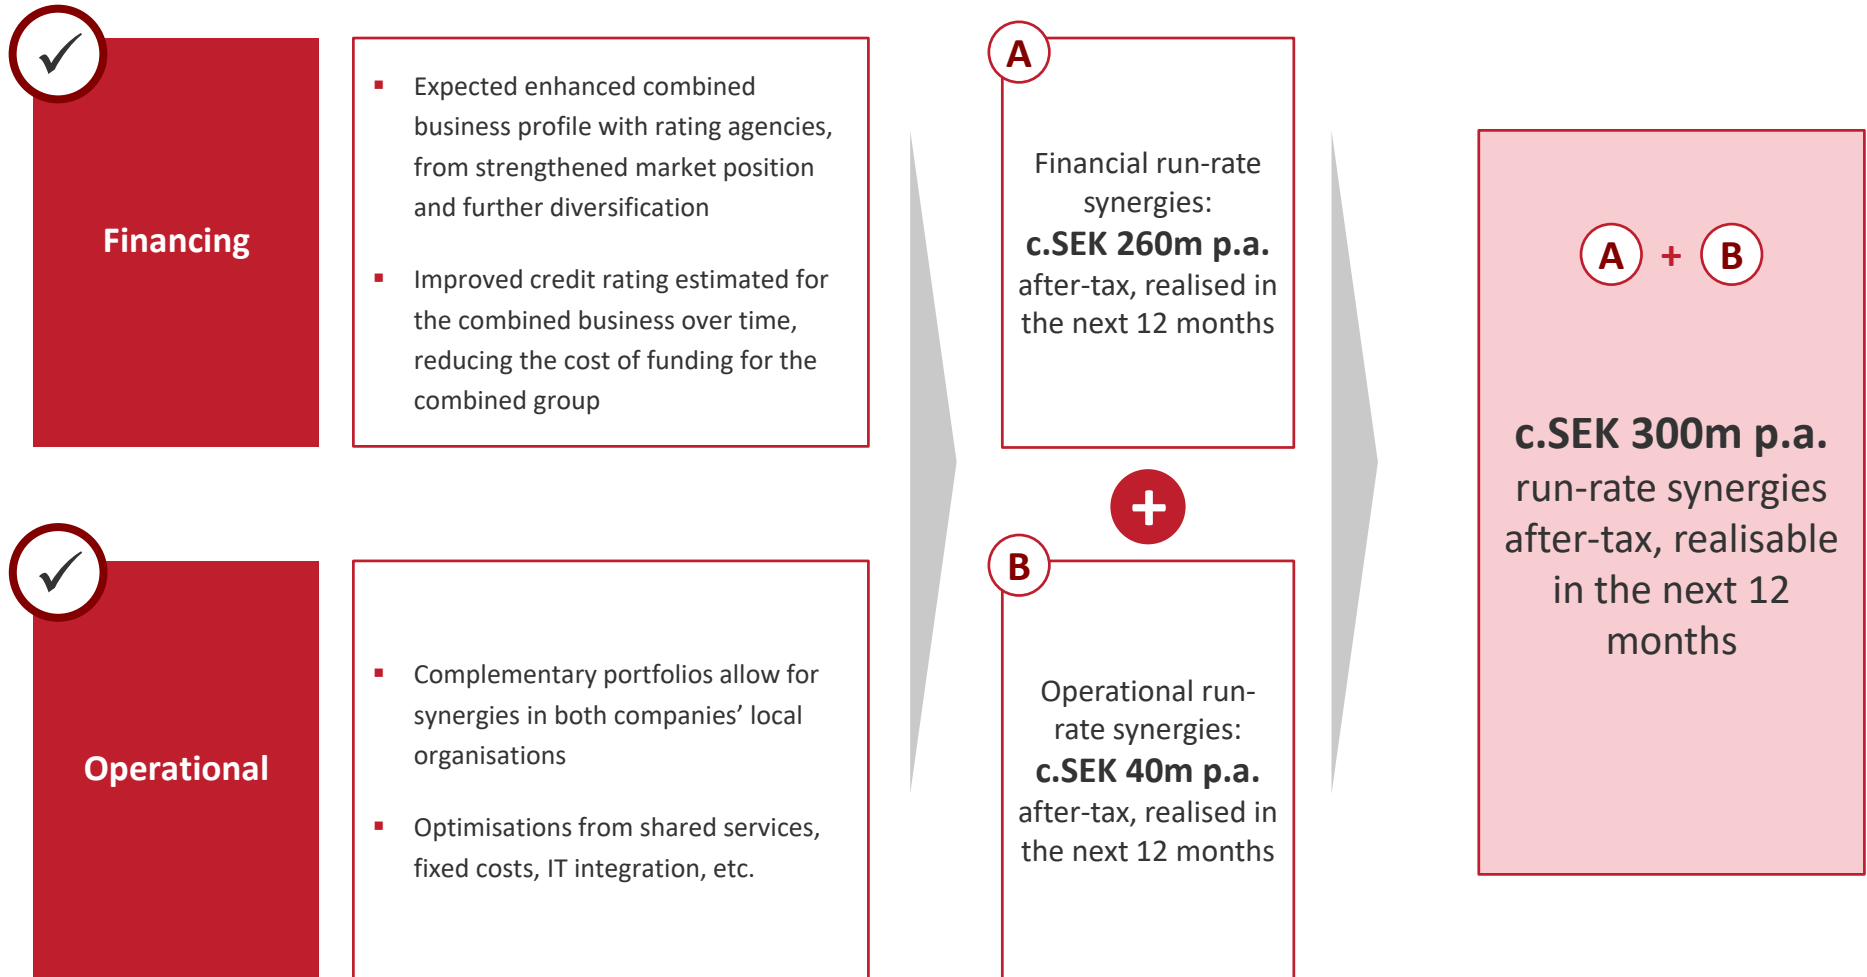 ✓
Financing
▪ Expected enhanced combined
business profile with rating agencies,
from strengthened market position
and further diversification
▪ Improved credit rating estimated for
the combined business over time,
reducing the cost of funding for the
combined group
A
Financial run-rate
synergies:
c.SEK 260m p.a.
after-tax, realised in
the next 12 months
+
✓
Operational
▪ Complementary portfolios allow for
synergies in both companies’ local
organisations
▪ Optimisations from shared services,
fixed costs, IT integration, etc.
B
Operational run-
rate synergies:
c.SEK 40m p.a.
after-tax, realised in
the next 12 months
A + B
c.SEK 300m p.a.
run-rate synergies
after-tax, realisable
in the next 12
months